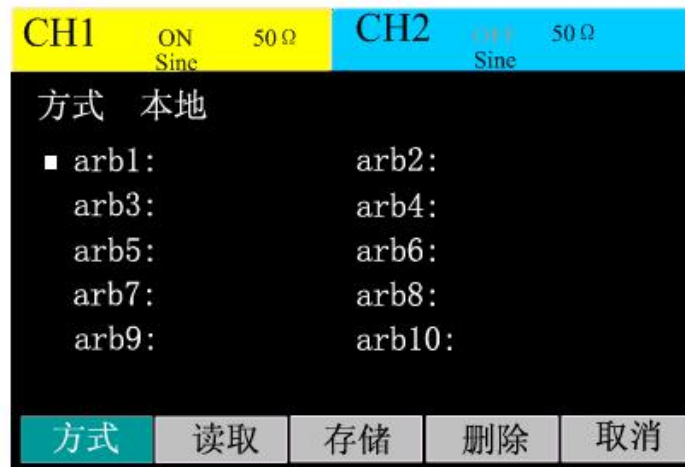 CH1 ON 50Ω CH2 OFF 50Ω
Sine Sine
方式 本地
arb1: arb2:
arb3: arb4:
arb5: arb6:
arb7: arb8:
arb9: arb10:
方式 读取 存储 删除 取消